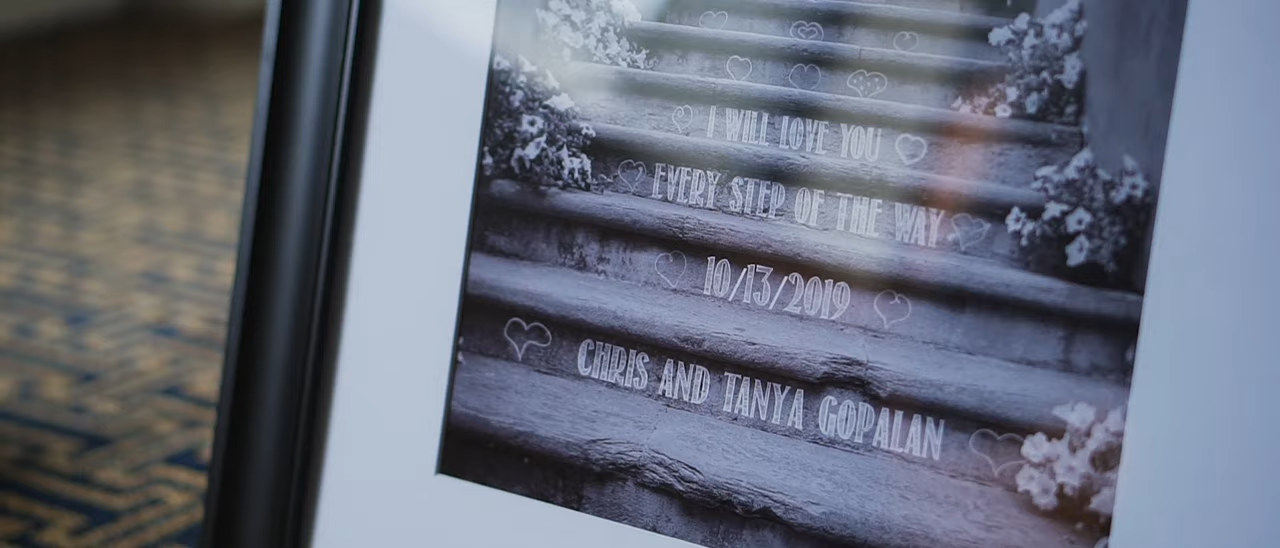 I WILL LOVE YOU
EVERY STEP OF THE WAY
10/13/2019
CHRIS AND TANYA GOPALAN